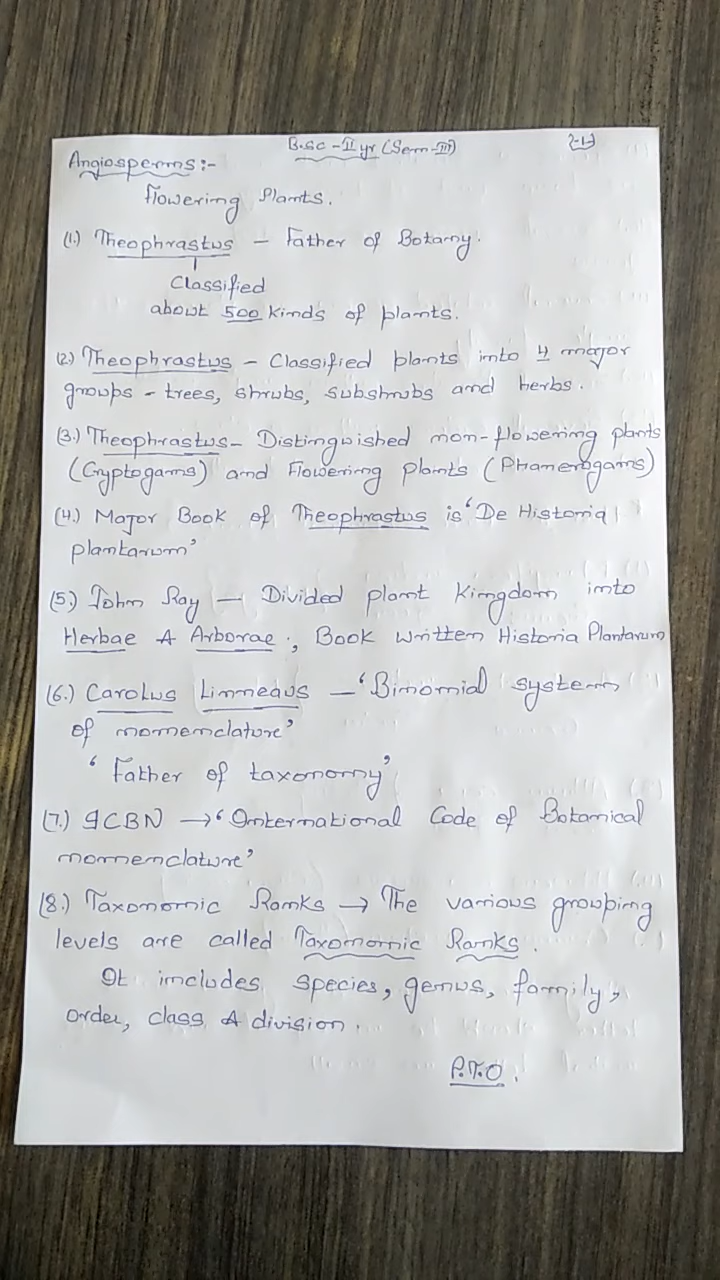 B.sc - II yr (Sem-III)
Angiosperms :-
Flowering Plants.
(1.) Theophrastus - Father of Botany.
Classified
about 500 kinds of plants.
(2.) Theophrastus - Classified plants into 4 major
groups - trees, shrubs, subshrubs and herbs.
(3.) Theophrastus - Distinguished non-flowering plants
(Cryptogams) and Flowering plants (Phanerogams)
(4.) Major Book of Theophrastus is 'De Historia
plantarum'
(5.) John Ray - Divided plant kingdom into
Herbae & Arborae ; Book written Historia Plantarum
(6.) Carolus Linneaus - 'Binomial system
of nomenclature'
'Father of taxonomy'
(7.) ICBN → 'International Code of Botanical
nomenclature'
(8.) Taxonomic Ranks → The various grouping
levels are called Taxonomic Ranks.
It includes species, genus, family,
order, class & division.
P.T.O.